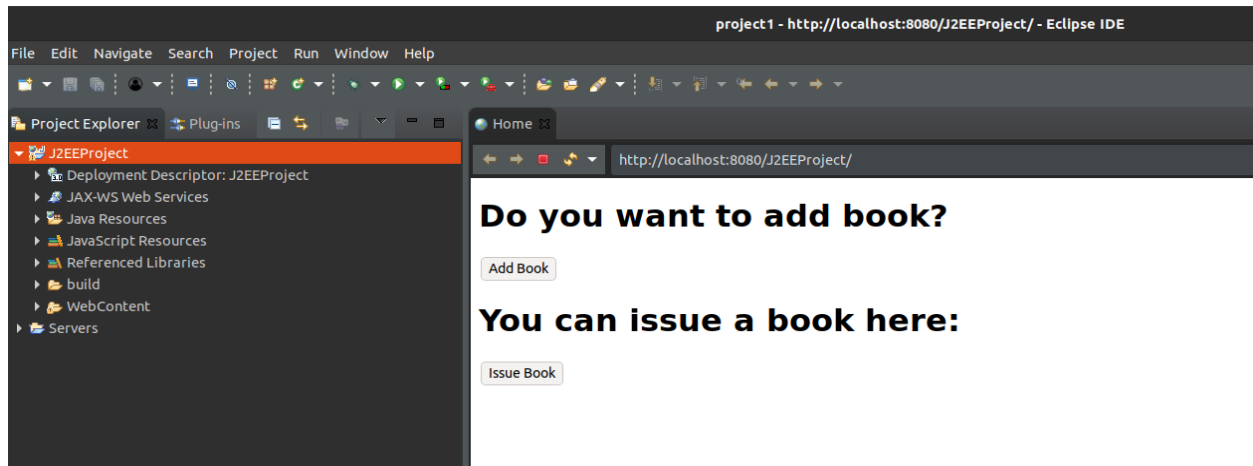 project1 - http://localhost:8080/J2EEProject/ - Eclipse IDE
File Edit Navigate Search Project Run Window Help
Project Explorer Plug-ins
Home
J2EEProject
Deployment Descriptor: J2EEProject
JAX-WS Web Services
Java Resources
JavaScript Resources
Referenced Libraries
build
WebContent
Servers
http://localhost:8080/J2EEProject/
Do you want to add book?
Add Book
You can issue a book here:
Issue Book